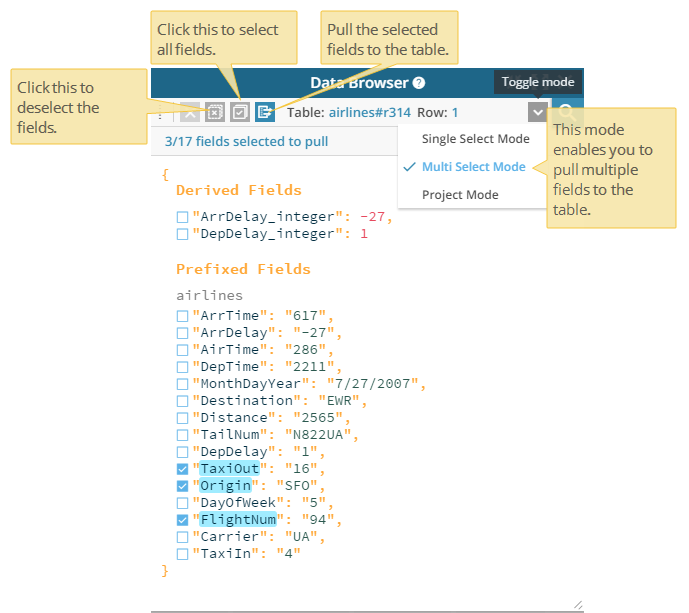 Click this to select
all fields.
Pull the selected
fields to the table.
Click this to
deselect the
fields.
Data Browser ?
Toggle mode
Table: airlines#r314 Row: 1
3/17 fields selected to pull
Single Select Mode
Multi Select Mode
Project Mode
This mode
enables you to
pull multiple
fields to the
table.
{
Derived Fields
"ArrDelay_integer": -27,
"DepDelay_integer": 1
Prefixed Fields
airlines
"ArrTime": "617",
"ArrDelay": "-27",
"AirTime": "286",
"DepTime": "2211",
"MonthDayYear": "7/27/2007",
"Destination": "EWR",
"Distance": "2565",
"TailNum": "N822UA",
"DepDelay": "1",
"TaxiOut": "16",
"Origin": "SFO",
"DayOfWeek": "5",
"FlightNum": "94",
"Carrier": "UA",
"TaxiIn": "4"
}